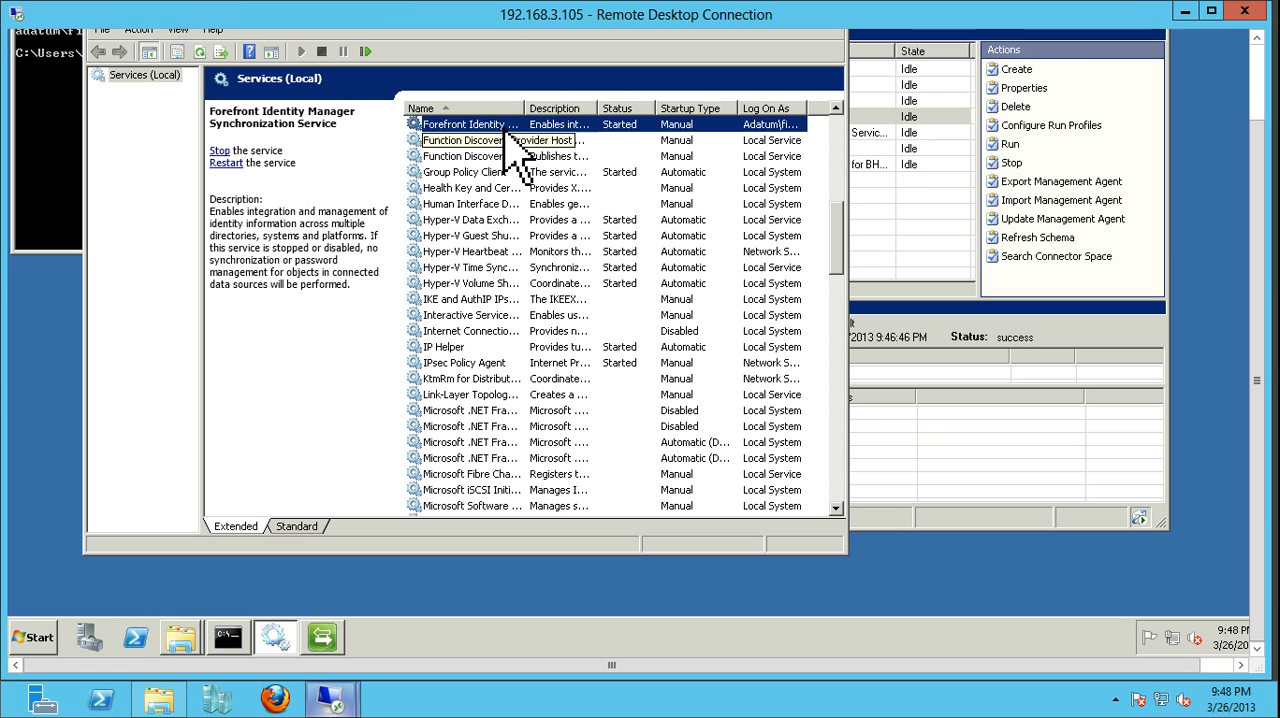 192.168.3.105 - Remote Desktop Connection
C:\Users\
File Action View Help
Services (Local)
Services (Local)
Forefront Identity Manager
Synchronization Service
Stop the service
Restart the service
Description:
Enables integration and management of
identity information across multiple
directories, systems and platforms. If
this service is stopped or disabled, no
synchronization or password
management for objects in connected
data sources will be performed.
Name Description Status Startup Type Log On As
Forefront Identity ... Enables int... Started Manual Adatum\fi...
Function Discover Provider Host ... Manual Local Service
Function Discover Publishes t... Manual Local Service
Group Policy Clien The servic... Started Automatic Local System
Health Key and Cer... Provides X... Manual Local System
Human Interface D... Enables ge... Manual Local System
Hyper-V Data Exch... Provides a ... Started Automatic Local System
Hyper-V Guest Shu... Provides a ... Started Automatic Local System
Hyper-V Heartbeat ... Monitors th... Started Automatic Network S...
Hyper-V Time Sync... Synchroniz... Started Automatic Local Service
Hyper-V Volume Sh... Coordinate... Started Automatic Local System
IKE and AuthIP IPs... The IKEEX... Manual Local System
Interactive Service... Enables us... Manual Local System
Internet Connectio... Provides n... Disabled Local System
IP Helper Provides tu... Started Automatic Local System
IPsec Policy Agent Internet Pr... Started Manual Network S...
KtmRm for Distribut... Coordinate... Manual Network S...
Link-Layer Topolog... Creates a ... Manual Local Service
Microsoft .NET Fra... Microsoft .... Disabled Local System
Microsoft .NET Fra... Microsoft .... Disabled Local System
Microsoft .NET Fra... Microsoft .... Automatic (D... Local System
Microsoft .NET Fra... Microsoft .... Automatic (D... Local System
Microsoft Fibre Cha... Registers t... Manual Local Service
Microsoft iSCSI Initi... Manages I... Manual Local System
Microsoft Software ... Manages s... Manual Local System
Extended Standard
State
Idle
Idle
Idle
Idle
Servic... Idle
Idle
for BH... Idle
Actions
Create
Properties
Delete
Configure Run Profiles
Run
Stop
Export Management Agent
Import Management Agent
Update Management Agent
Refresh Schema
Search Connector Space
/2013 9:46:46 PM Status: success
Start
9:48 P
3/26/20
9:48 PM
3/26/2013